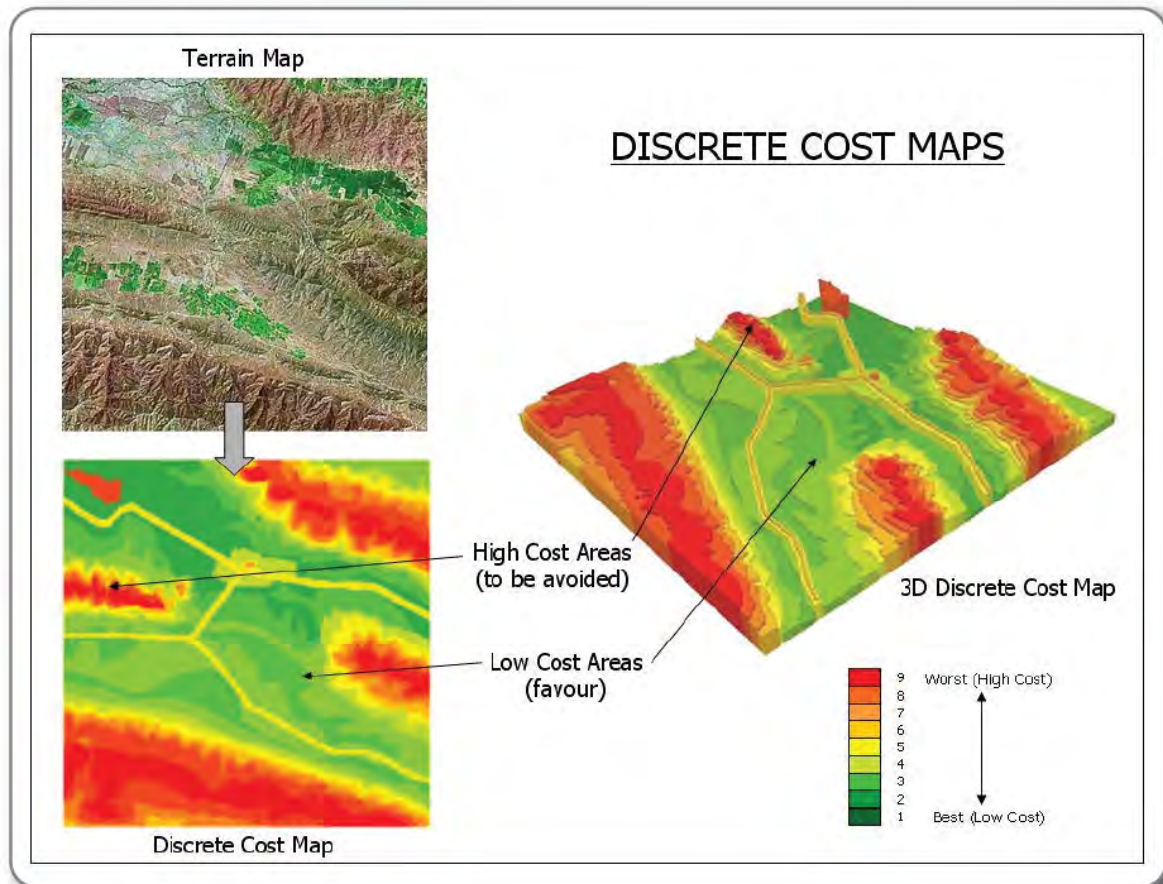 Terrain Map
DISCRETE COST MAPS
High Cost Areas
(to be avoided)
Low Cost Areas
(favour)
3D Discrete Cost Map
9 Worst (High Cost)
8
7
6
5
4
3
2
1 Best (Low Cost)
Discrete Cost Map